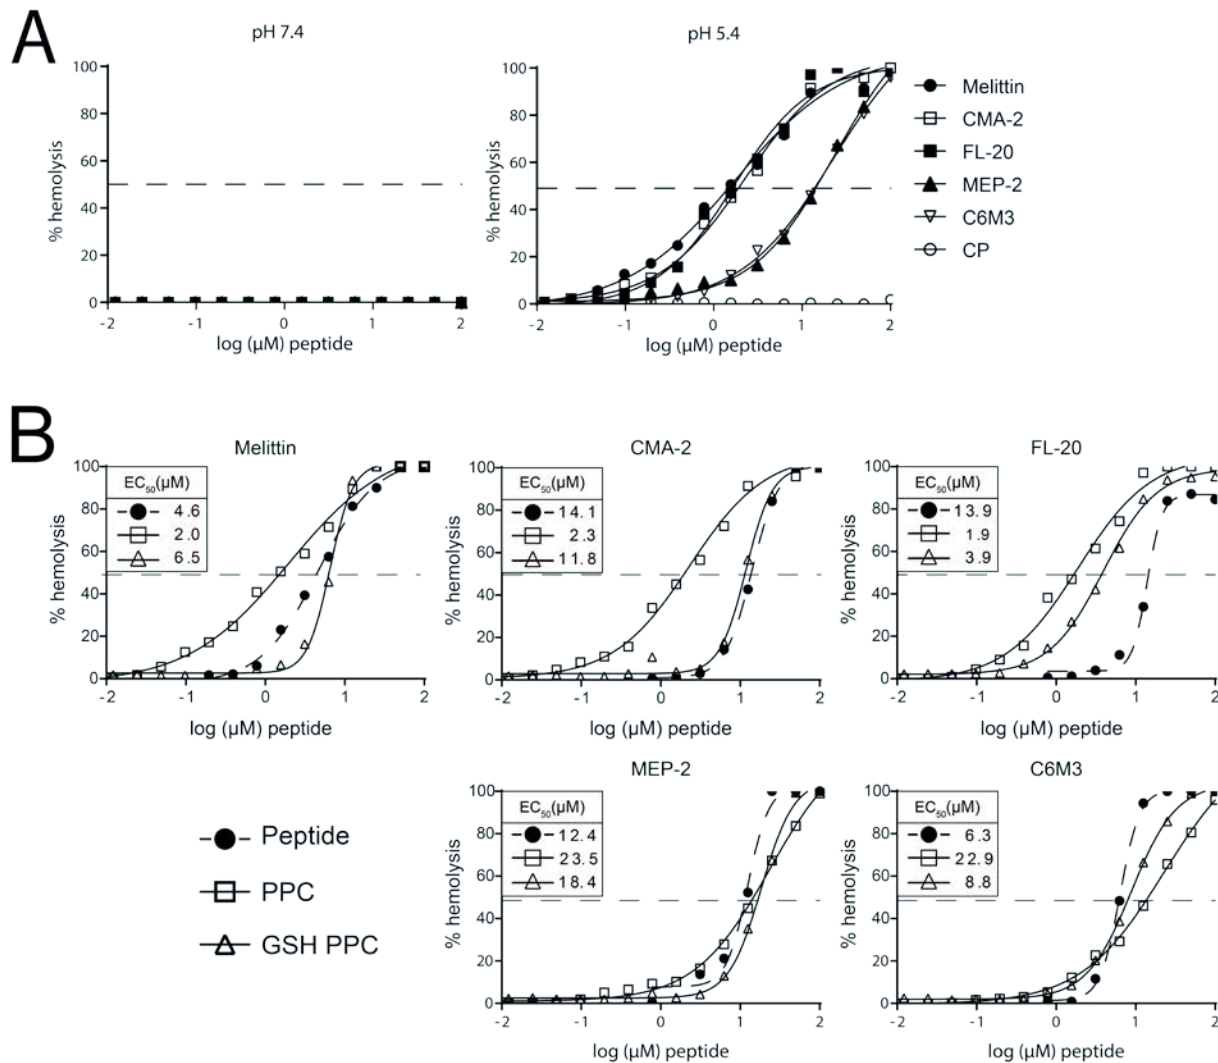 A
pH 7.4
100
80
60
40
20
0
% hemolysis
-2
-1
0
1
2
log (µM) peptide
pH 5.4
100
80
60
40
20
0
% hemolysis
-2
-1
0
1
2
log (µM) peptide
Melittin
CMA-2
FL-20
MEP-2
C6M3
CP
B
Melittin
100
80
60
40
20
0
% hemolysis
EC50(µM)
4.6
2.0
6.5
-2
-1
0
1
2
log (µM) peptide
CMA-2
100
80
60
40
20
0
% hemolysis
EC50(µM)
14.1
2.3
11.8
-2
-1
0
1
2
log (µM) peptide
FL-20
100
80
60
40
20
0
% hemolysis
EC50(µM)
13.9
1.9
3.9
-2
-1
0
1
2
log (µM) peptide
Peptide
PPC
GSH PPC
MEP-2
100
80
60
40
20
0
% hemolysis
EC50(µM)
12.4
23.5
18.4
-2
-1
0
1
2
log (µM) peptide
C6M3
100
80
60
40
20
0
% hemolysis
EC50(µM)
6.3
22.9
8.8
-2
-1
0
1
2
log (µM) peptide